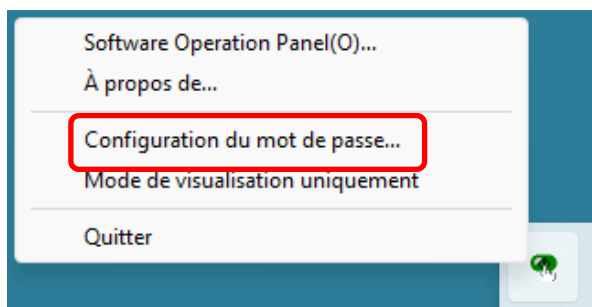 Software Operation Panel(O)...
À propos de...
Configuration du mot de passe...
Mode de visualisation uniquement
Quitter